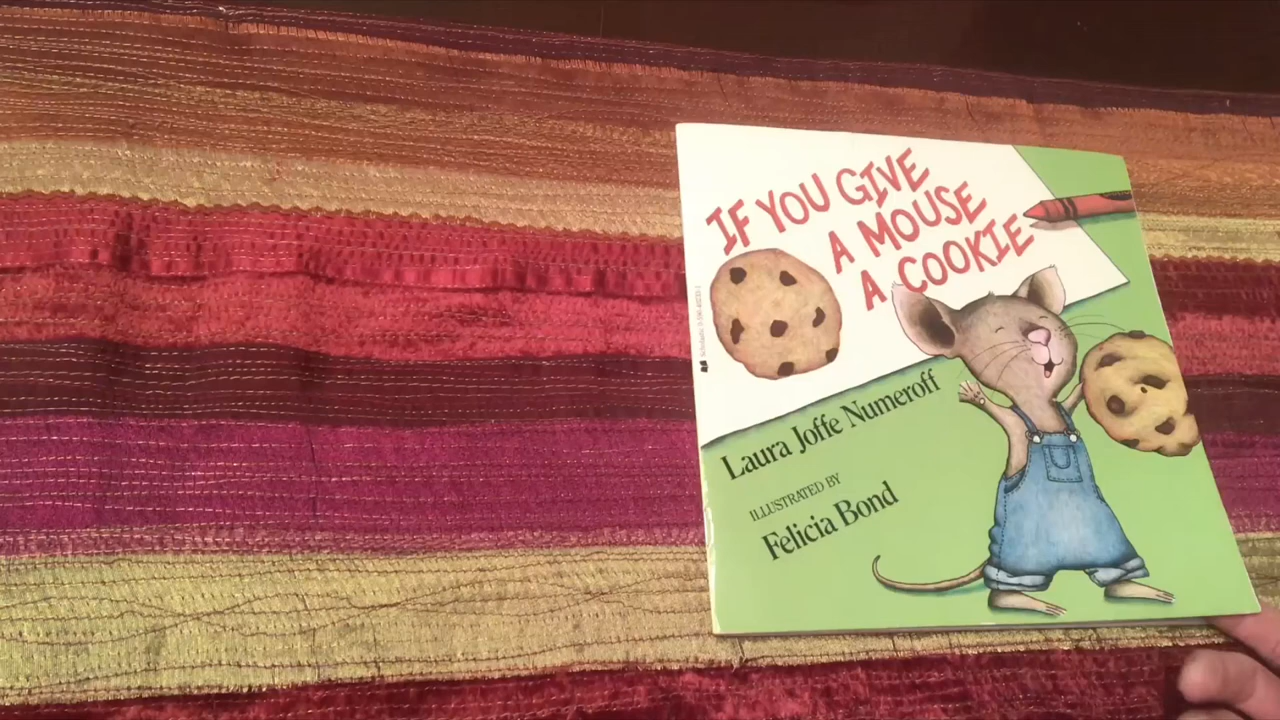 IF YOU GIVE
A MOUSE
A COOKIE
Laura Joffe Numeroff
ILLUSTRATED BY
Felicia Bond